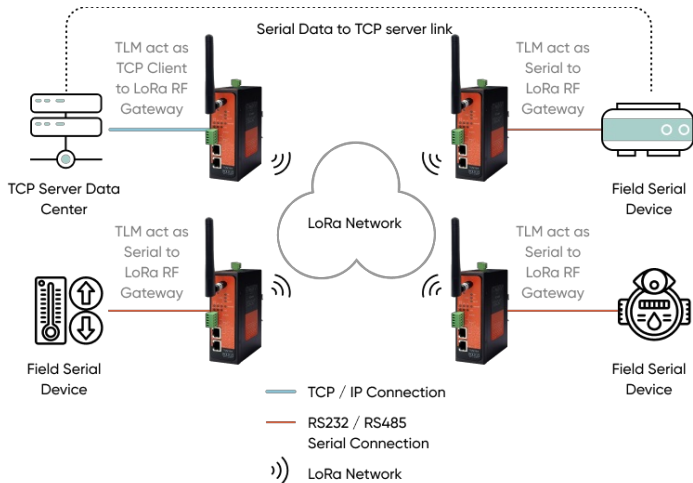 Serial Data to TCP server link
TLM act as
TCP Client
to LoRa RF
Gateway
TLM act as
Serial to
LoRa RF
Gateway
TCP Server Data
Center
Field Serial
Device
LoRa Network
TLM act as
Serial to
LoRa RF
Gateway
TLM act as
Serial to
LoRa RF
Gateway
Field Serial
Device
Field Serial
Device
TCP / IP Connection
RS232 / RS485
Serial Connection
LoRa Network